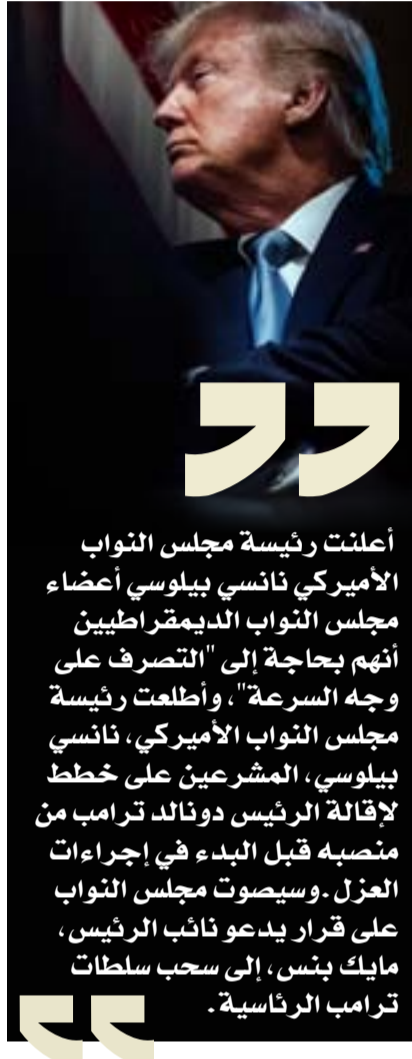 أعلنت رئيسة مجلس النواب
الأميركي نانسي بيلوسي أعضاء
مجلس النواب الديمقراطيين
أنهم بحاجة إلى "التصرف على
وجه السرعة"، وأطلعت رئيسة
مجلس النواب الأميركي، نانسي
بيلوسي، المشرعين على خطط
لإقالة الرئيس دونالد ترامب من
منصبه قبل البدء في إجراءات
العزل .وسيصوت مجلس النواب
على قرار يدعو نائب الرئيس،
مايك بنس، إلى سحب سلطات
ترامب الرئاسية.